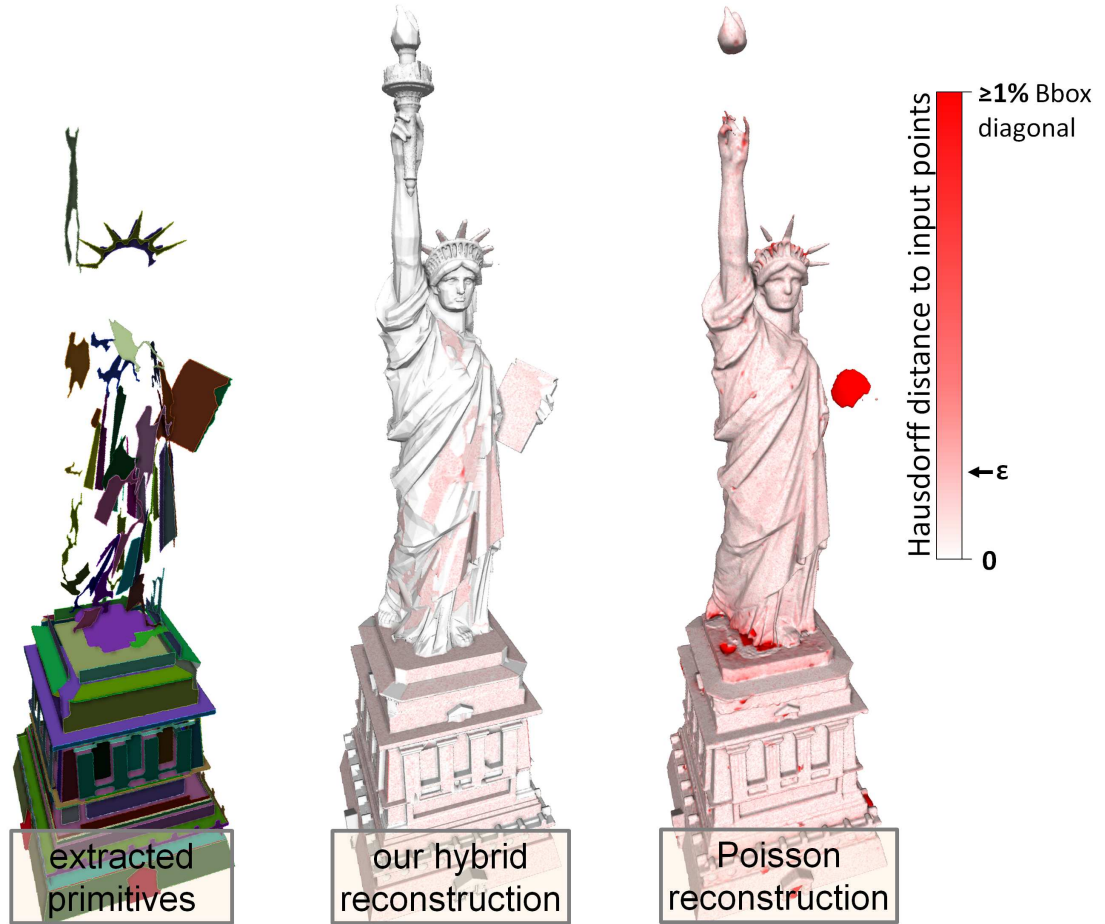 ≥1% Bbox
diagonal
Hausdorff distance to input points
ε
0
extracted
primitives
our hybrid
reconstruction
Poisson
reconstruction